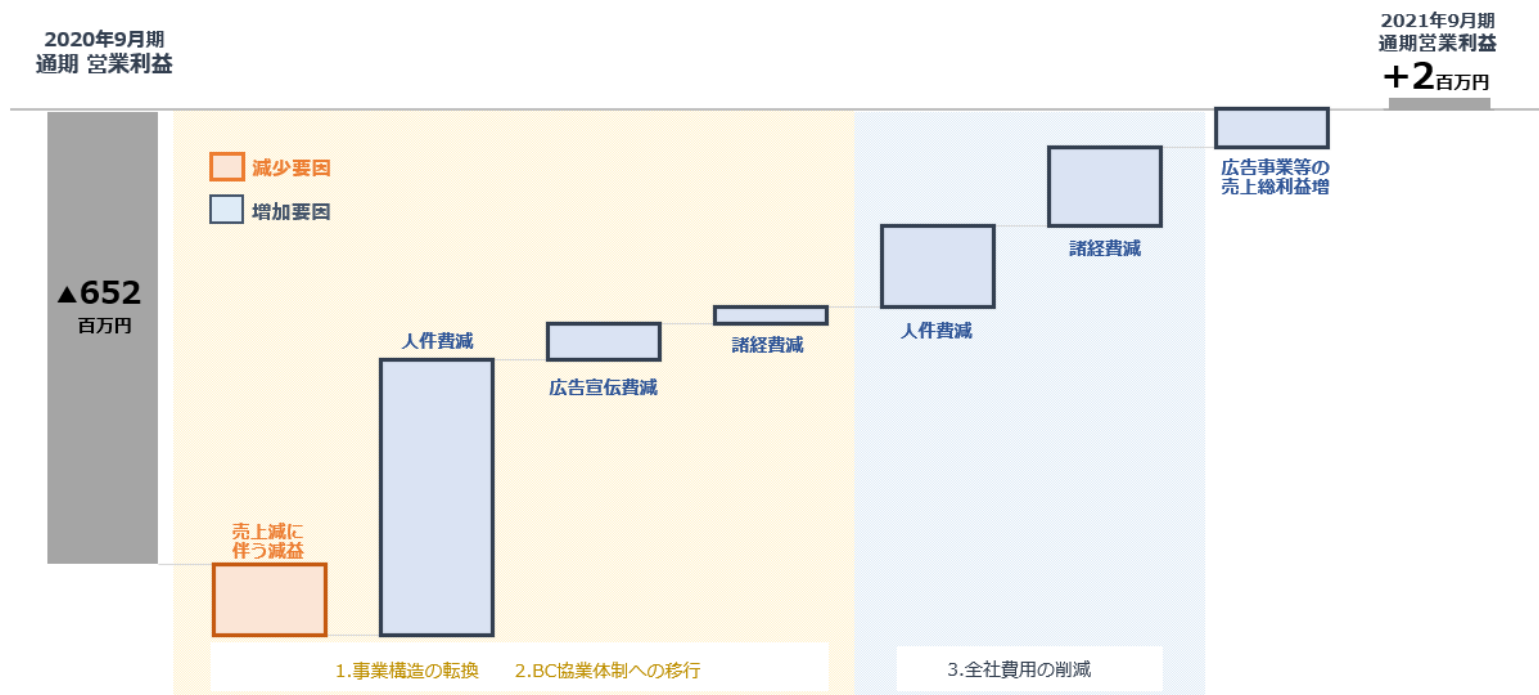 2020年9月期
通期 営業利益
2021年9月期
通期営業利益
+2百万円
▲652
百万円
減少要因
増加要因
売上減に
伴う減益
人件費減
広告宣伝費減
諸経費減
人件費減
諸経費減
広告事業等の
売上総利益増
1.事業構造の転換 2.BC協業体制への移行
3.全社費用の削減